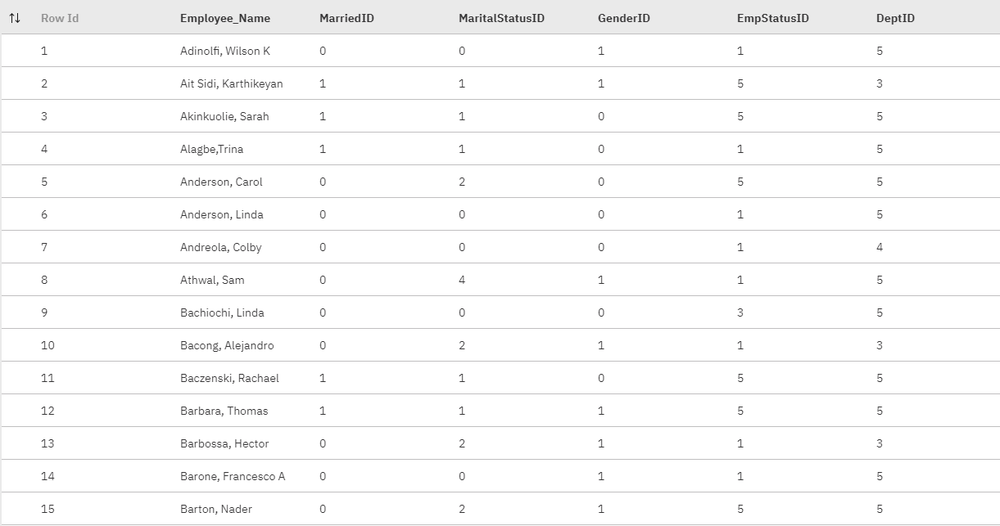 Row Id Employee_Name MarriedID MaritalStatusID GenderID EmpStatusID DeptID
1 Adinolfi, Wilson K 0 0 1 1 5
2 Ait Sidi, Karthikeyan 1 1 1 5 3
3 Akinkuolie, Sarah 1 1 0 5 5
4 Alagbe,Trina 1 1 0 1 5
5 Anderson, Carol 0 2 0 5 5
6 Anderson, Linda 0 0 0 1 5
7 Andreola, Colby 0 0 0 1 4
8 Athwal, Sam 0 4 1 1 5
9 Bachiochi, Linda 0 0 0 3 5
10 Bacong, Alejandro 0 2 1 1 3
11 Baczenski, Rachael 1 1 0 5 5
12 Barbara, Thomas 1 1 1 5 5
13 Barbossa, Hector 0 2 1 1 3
14 Barone, Francesco A 0 0 1 1 5
15 Barton, Nader 0 2 1 5 5